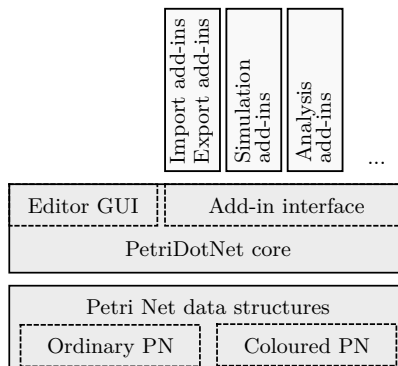 Import add-ins
Export add-ins
Simulation
add-ins
Analysis
add-ins
...
Editor GUI
Add-in interface
PetriDotNet core
Petri Net data structures
Ordinary PN
Coloured PN